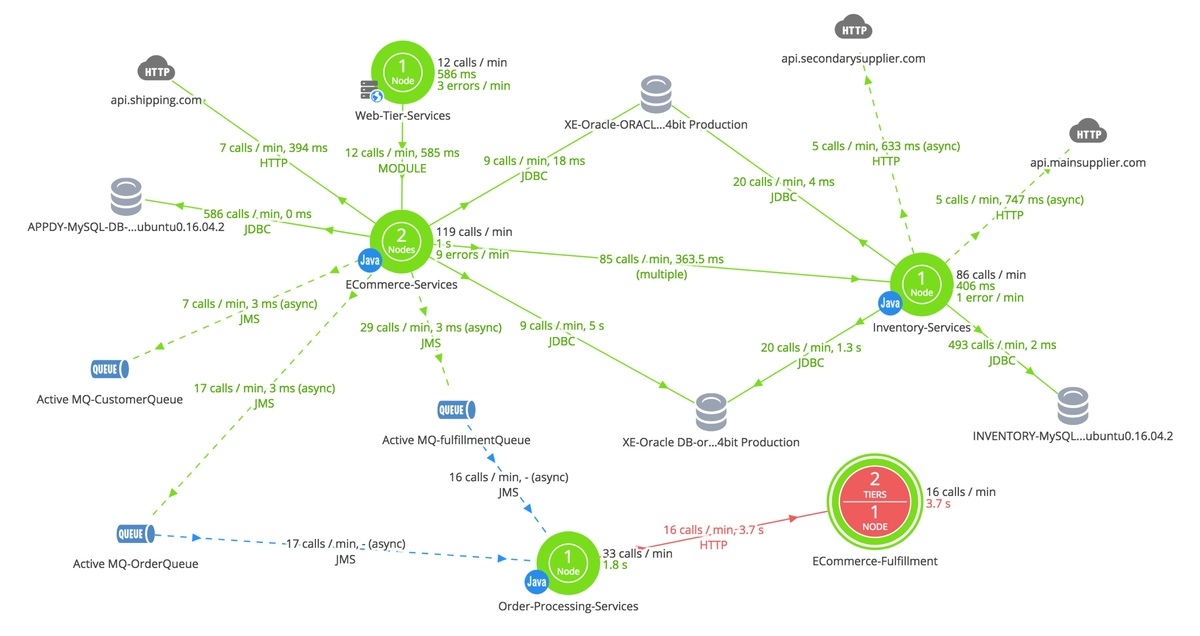 HTTP
api.shipping.com
1
Node
12 calls / min
586 ms
3 errors / min
Web-Tier-Services
XE-Oracle-ORACL...4bit Production
HTTP
api.secondarysupplier.com
HTTP
api.mainsupplier.com
7 calls / min, 394 ms
HTTP
12 calls / min, 585 ms
MODULE
9 calls / min, 18 ms
JDBC
20 calls / min, 4 ms
JDBC
5 calls / min, 633 ms (async)
HTTP
5 calls / min, 747 ms (async)
HTTP
APPDY-MySQL-DB-...ubuntu0.16.04.2
586 calls / min, 0 ms
JDBC
2
Nodes
Java
119 calls / min
1 s
9 errors / min
ECommerce-Services
85 calls / min, 363.5 ms
(multiple)
1
Node
Java
86 calls / min
406 ms
1 error / min
Inventory-Services
7 calls / min, 3 ms (async)
JMS
29 calls / min, 3 ms (async)
JMS
9 calls / min, 5 s
JDBC
20 calls / min, 1.3 s
JDBC
493 calls / min, 2 ms
JDBC
QUEUE
Active MQ-CustomerQueue
17 calls / min, 3 ms (async)
JMS
QUEUE
Active MQ-fulfillmentQueue
XE-Oracle DB-or...4bit Production
INVENTORY-MySQL...ubuntu0.16.04.2
16 calls / min, - (async)
JMS
2
TIERS
1
NODE
16 calls / min
3.7 s
ECommerce-Fulfillment
QUEUE
Active MQ-OrderQueue
17 calls / min, - (async)
JMS
16 calls / min, 3.7 s
HTTP
1
Node
Java
33 calls / min
1.8 s
Order-Processing-Services